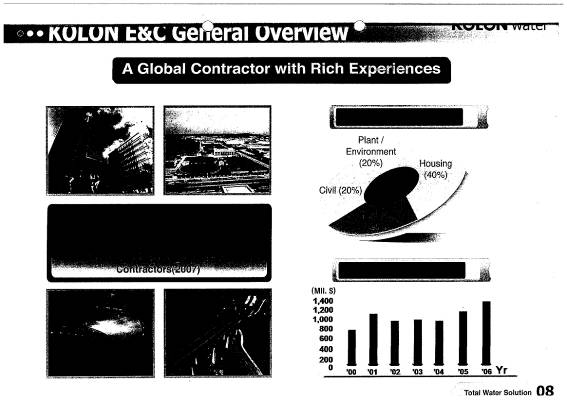 KOLON E&C General Overview
KOLON water
A Global Contractor with Rich Experiences
Plant /
Environment
(20%)
Housing
(40%)
Civil (20%)
Contractors(2007)
(Mil. $)
1,400
1,200
1,000
800
600
400
200
0
'00 '01 '02 '03 '04 '05 '06 Yr
Total Water Solution 08